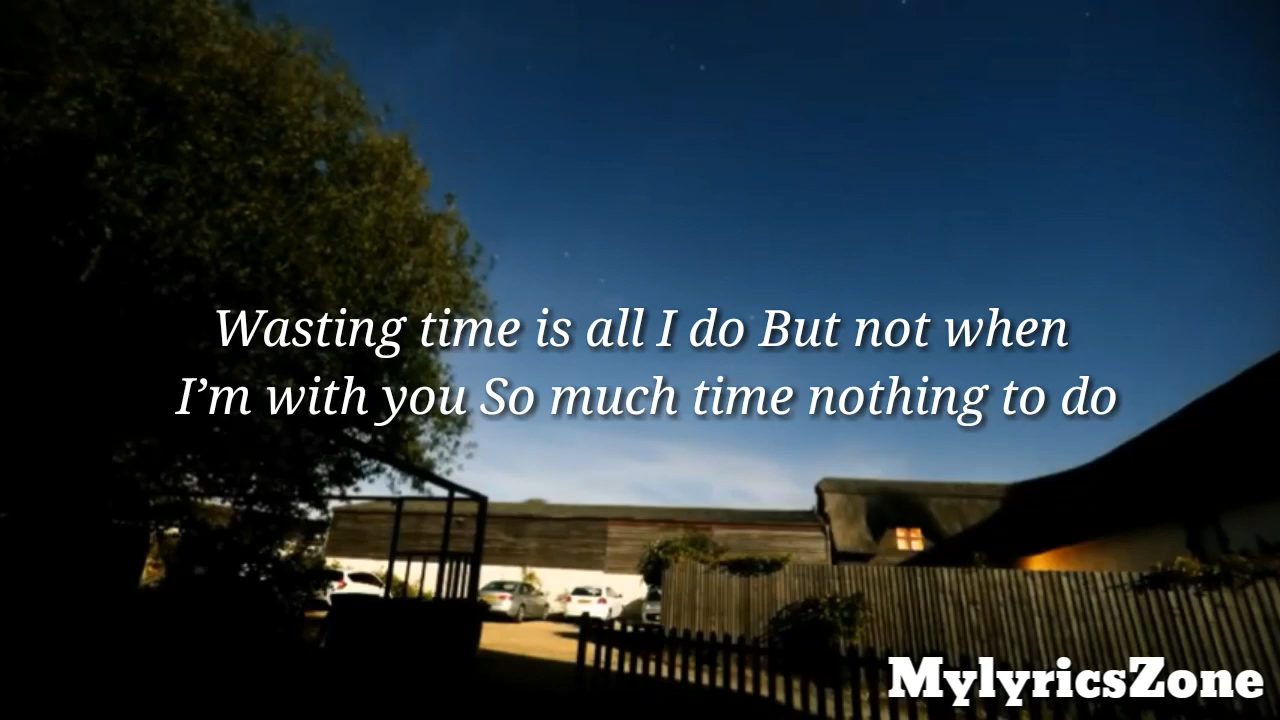 Wasting time is all I do But not when
I’m with you So much time nothing to do
MylyricsZone